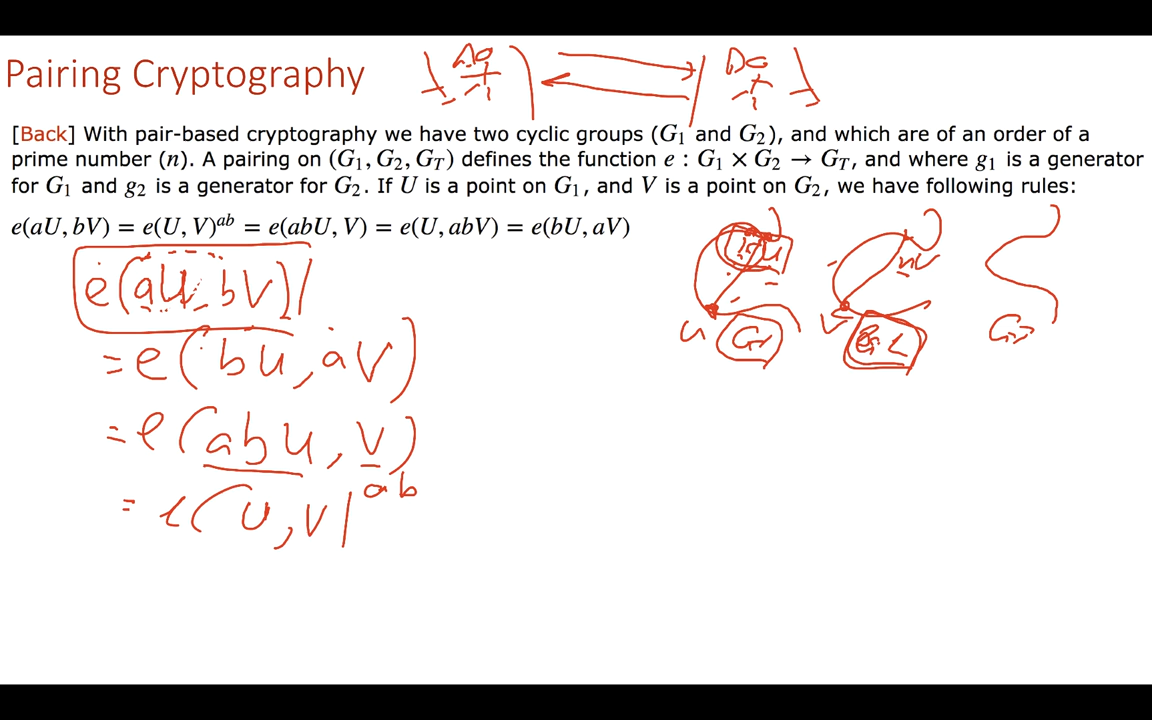 Pairing Cryptography
[Back] With pair-based cryptography we have two cyclic groups (G₁ and G₂), and which are of an order of a
prime number (n). A pairing on (G₁, G₂, G_T) defines the function e : G₁ × G₂ → G_T, and where g₁ is a generator
for G₁ and g₂ is a generator for G₂. If U is a point on G₁, and V is a point on G₂, we have following rules:
e(aU, bV) = e(U, V)ᵃᵇ = e(abU, V) = e(U, abV) = e(bU, aV)
e(aU, bV)
= e(bU, aV)
= e(abU, V)
= e(U, V)ᵃᵇ
U
V